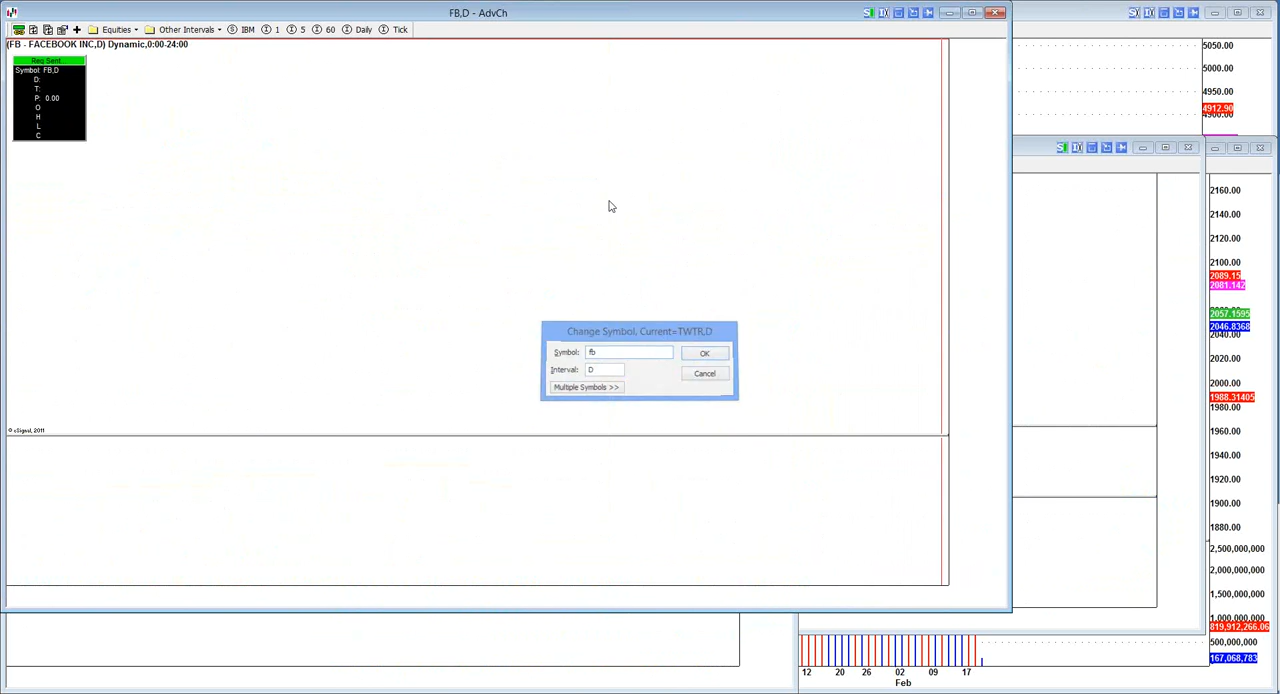 FB,D - AdvCh
Equities Other Intervals S IBM I 1 I 5 I 60 I Daily I Tick
(FB - FACEBOOK INC,D) Dynamic,0:00-24:00
Req Sent
Symbol: FB,D
D:
T:
P: 0.00
O
H
L
C
Change Symbol, Current=TWTR,D
Symbol: fb OK
Interval: D Cancel
Multiple Symbols >>
© eSignal, 2011
5050.00
5000.00
4950.00
4912.90
4900.00
2160.00
2140.00
2120.00
2100.00
2089.15
2081.142
2057.1595
2046.8368
2040.00
2020.00
2000.00
1988.31405
1980.00
1960.00
1940.00
1920.00
1900.00
1880.00
2,500,000,000
2,000,000,000
1,500,000,000
1,000,000,000
819,912,266.06
500,000,000
167,068,783
12 20 26 02 09 17
Feb